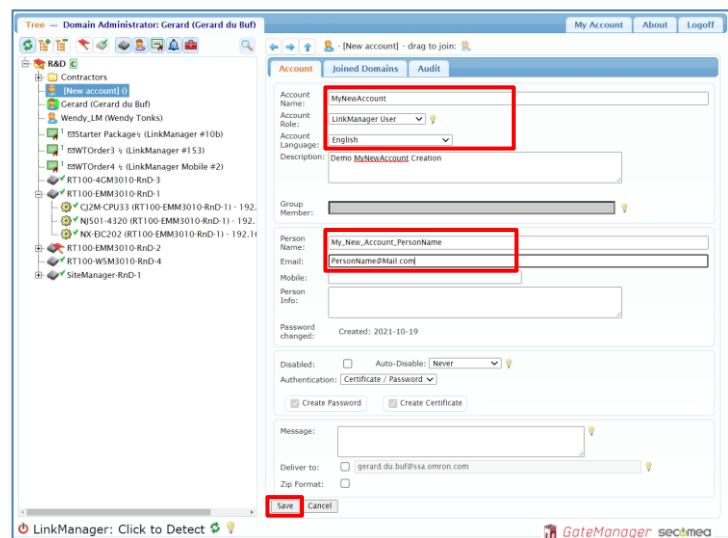 Tree — Domain Administrator: Gerard (Gerard du Buf)
My Account
About
Logoff
- [New account] - drag to join:
R&D C
Contractors
[New account] ()
Gerard (Gerard du Buf)
Wendy_LM (Wendy Tonks)
1 Starter Package (LinkManager #10b)
1 WTOrder3 (LinkManager #153)
1 WTOrder4 (LinkManager Mobile #2)
RT100-4GM3010-RnD-3
RT100-EMM3010-RnD-1
CJ2M-CPU33 (RT100-EMM3010-RnD-1) - 192.
NJ501-4320 (RT100-EMM3010-RnD-1) - 192.
NX-EIC202 (RT100-EMM3010-RnD-1) - 192.16
RT100-EMM3010-RnD-2
RT100-WSM3010-RnD-4
SiteManager-RnD-1
Account
Joined Domains
Audit
Account Name: MyNewAccount
Account Role: LinkManager User
Account Language: English
Description: Demo MyNewAccount Creation
Group Member:
Person Name: My_New_Account_PersonName
Email: PersonName@Mail.com
Mobile:
Person Info:
Password changed: Created: 2021-10-19
Disabled: Auto-Disable: Never
Authentication: Certificate / Password
Create Password
Create Certificate
Message:
Deliver to: gerard.du.buf@ssa.omron.com
Zip Format:
Save
Cancel
LinkManager: Click to Detect
GateManager secomea